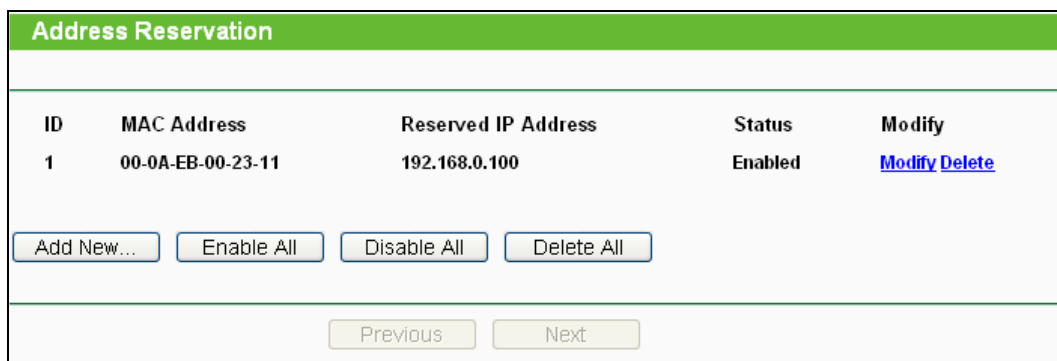 Address Reservation
ID MAC Address Reserved IP Address Status Modify
1 00-0A-EB-00-23-11 192.168.0.100 Enabled Modify Delete
Add New... Enable All Disable All Delete All
Previous Next